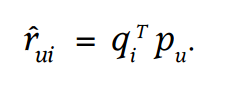 r̂ᵤᵢ = qᵢᵀpᵤ.